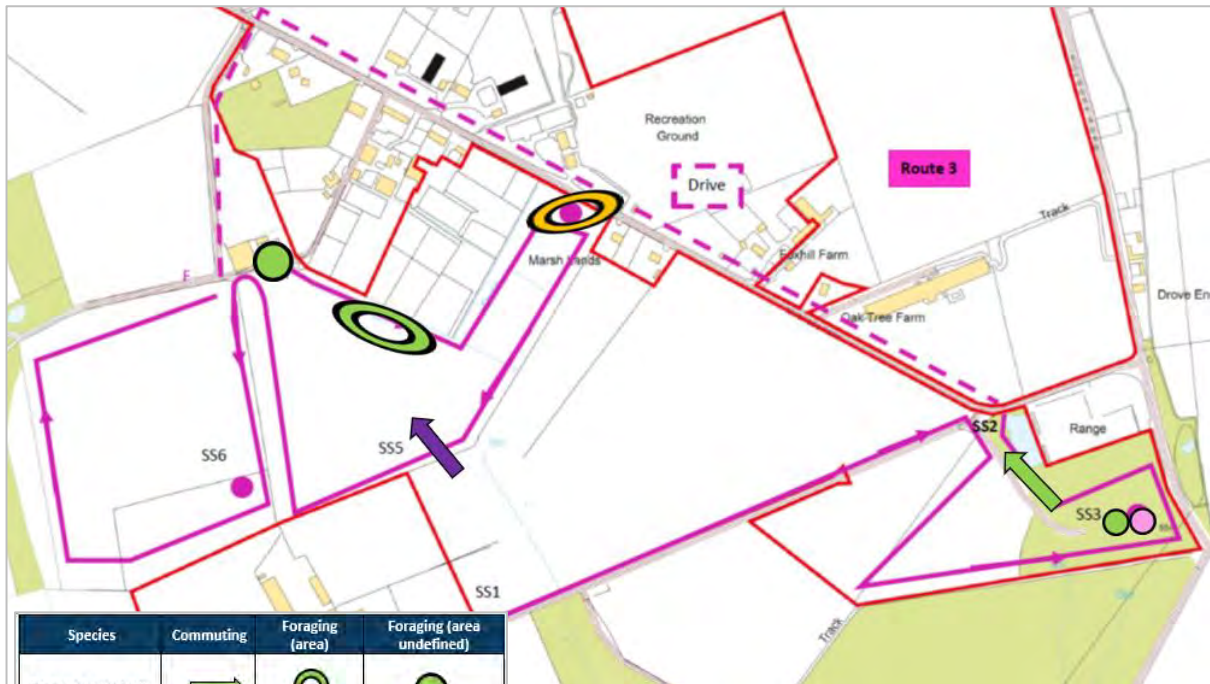 Recreation
Ground
Route 3
Drive
Track
Marsh Lands
Foxhill Farm
F
Drove En
Oak Tree Farm
SS2
Range
SS5
SS6
SS3
SS1
Track
Species
Commuting
Foraging
(area)
Foraging (area
undefined)